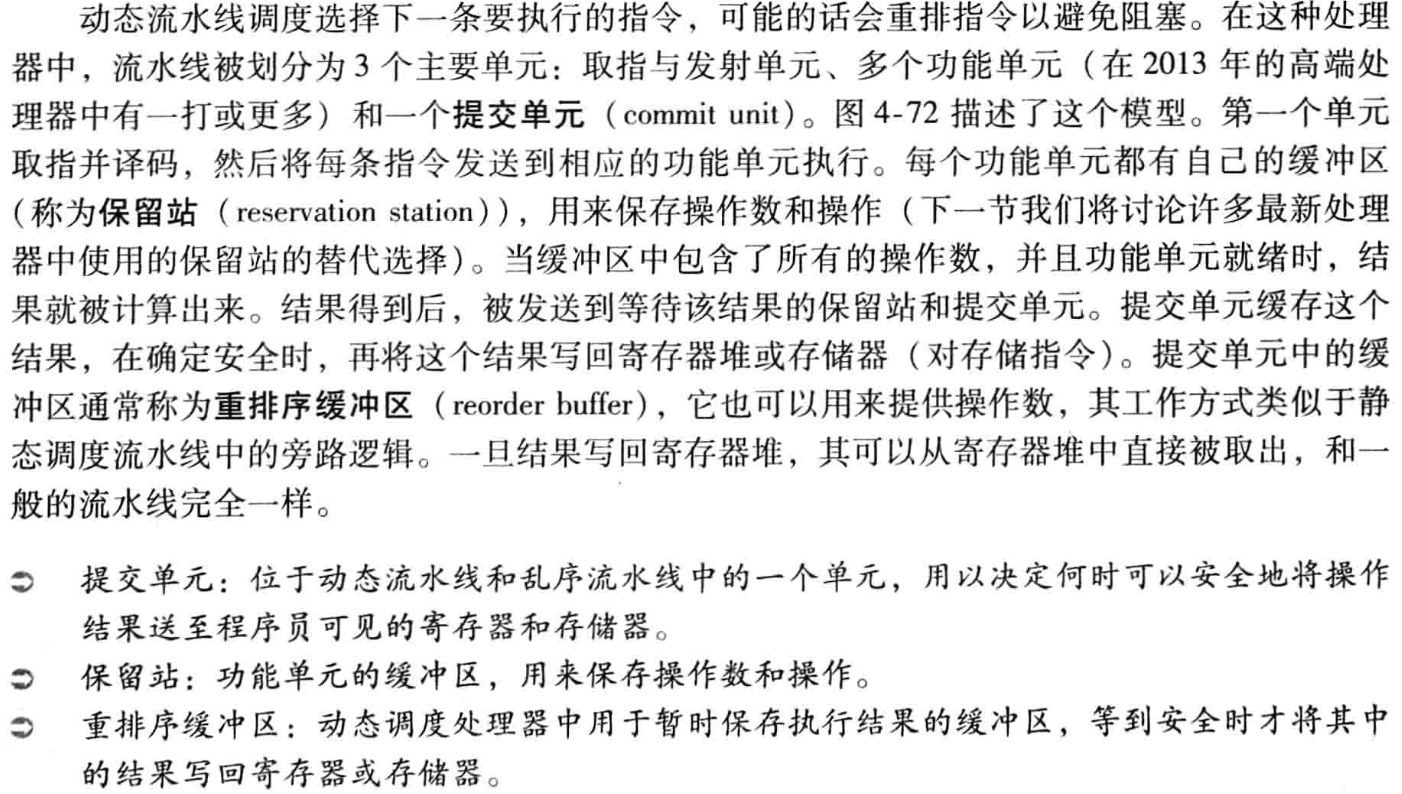 动态流水线调度选择下一条要执行的指令，可能的话会重排指令以避免阻塞。在这种处理
器中，流水线被划分为 3 个主要单元：取指与发射单元、多个功能单元（在 2013 年的高端处
理器中有一打或更多）和一个提交单元（commit unit）。图 4-72 描述了这个模型。第一个单元
取指并译码，然后将每条指令发送到相应的功能单元执行。每个功能单元都有自己的缓冲区
（称为保留站（reservation station）），用来保存操作数和操作（下一节我们将讨论许多最新处理
器中使用的保留站的替代选择）。当缓冲区中包含了所有的操作数，并且功能单元就绪时，结
果就被计算出来。结果得到后，被发送到等待该结果的保留站和提交单元。提交单元缓存这个
结果，在确定安全时，再将这个结果写回寄存器堆或存储器（对存储指令）。提交单元中的缓
冲区通常称为重排序缓冲区（reorder buffer），它也可以用来提供操作数，其工作方式类似于静
态调度流水线中的旁路逻辑。一旦结果写回寄存器堆，其可以从寄存器堆中直接被取出，和一
般的流水线完全一样。
提交单元：位于动态流水线和乱序流水线中的一个单元，用以决定何时可以安全地将操作
结果送至程序员可见的寄存器和存储器。
保留站：功能单元的缓冲区，用来保存操作数和操作。
重排序缓冲区：动态调度处理器中用于暂时保存执行结果的缓冲区，等到安全时才将其中
的结果写回寄存器或存储器。